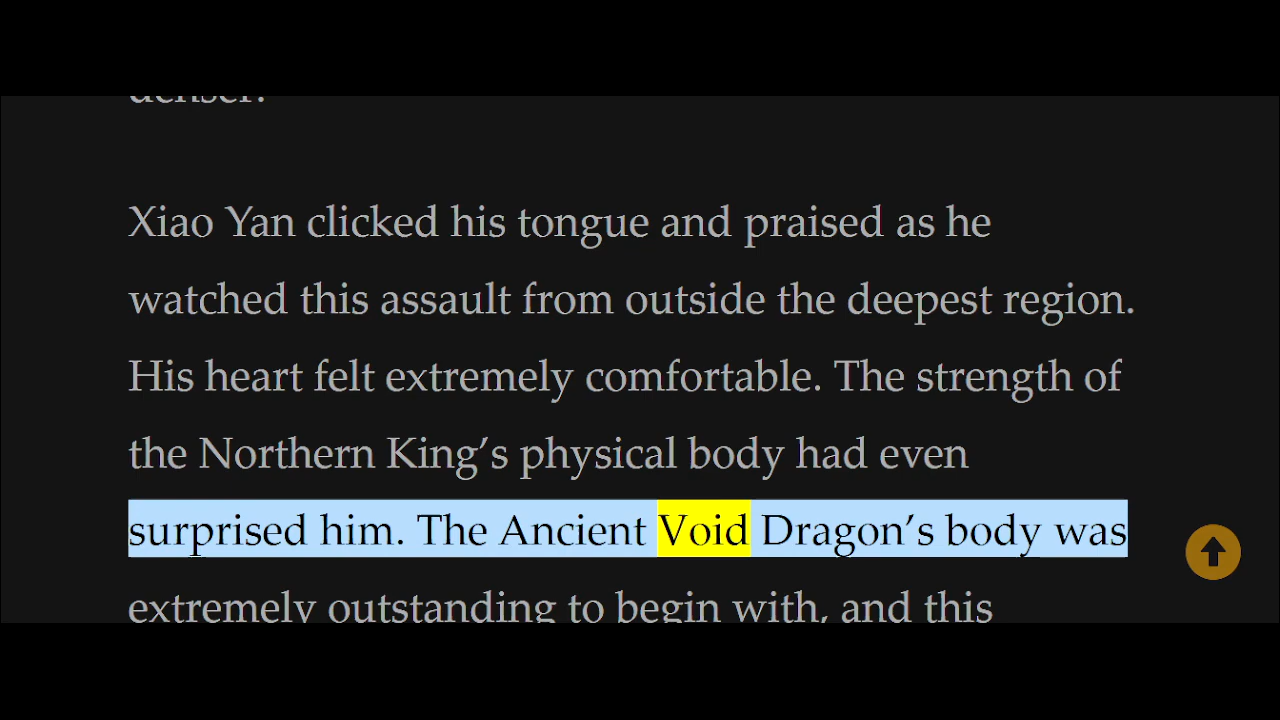 denser.
Xiao Yan clicked his tongue and praised as he
watched this assault from outside the deepest region.
His heart felt extremely comfortable. The strength of
the Northern King’s physical body had even
surprised him. The Ancient Void Dragon’s body was
extremely outstanding to begin with, and this